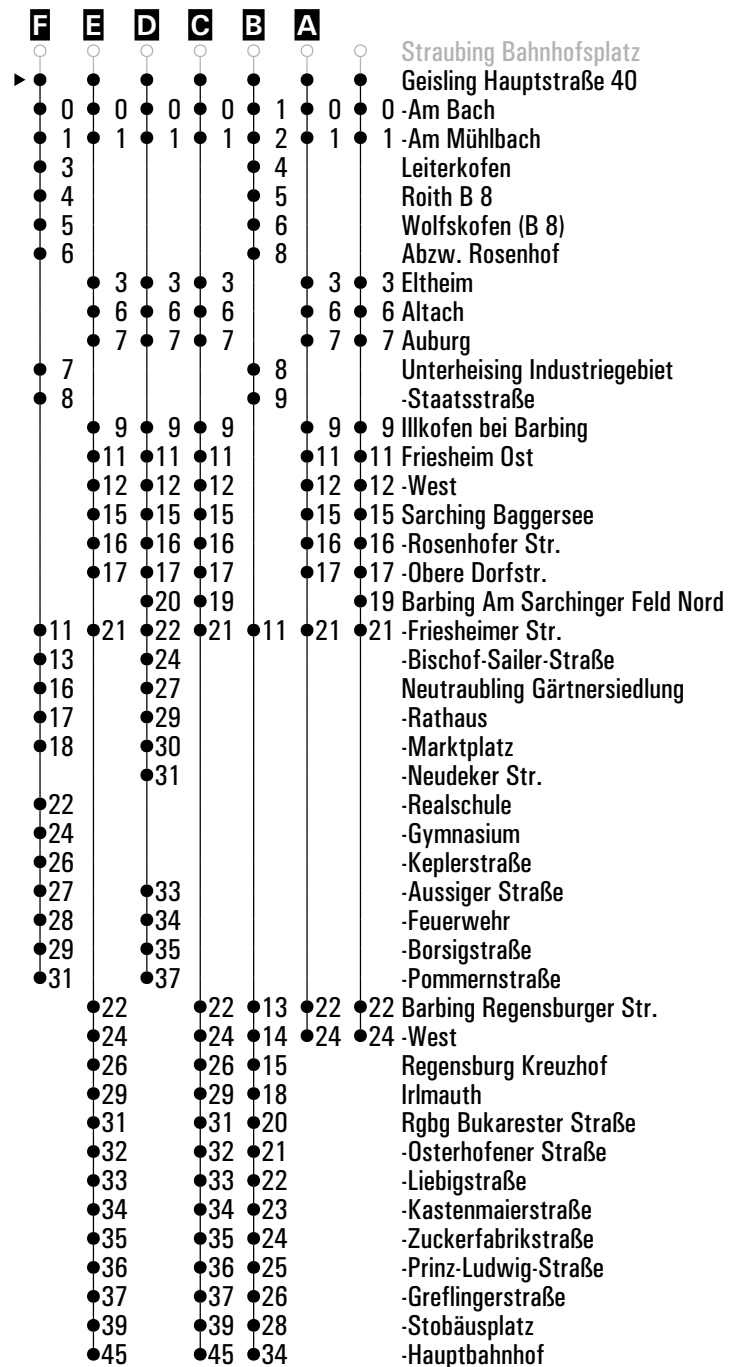 F E D C B A
Straubing Bahnhofsplatz
Geisling Hauptstraße 40
0 0 0 0 1 0 0 -Am Bach
1 1 1 1 2 1 1 -Am Mühlbach
3 4 Leiterkofen
4 5 Roith B 8
5 6 Wolfskofen (B 8)
6 8 Abzw. Rosenhof
3 3 3 3 3 Eltheim
6 6 6 6 6 Altach
7 7 7 7 7 Auburg
7 8 Unterheising Industriegebiet
8 9 -Staatsstraße
9 9 9 9 9 Illkofen bei Barbing
11 11 11 11 11 Friesheim Ost
12 12 12 12 12 -West
15 15 15 15 15 Sarching Baggersee
16 16 16 16 16 -Rosenhofer Str.
17 17 17 17 17 -Obere Dorfstr.
20 19 19 Barbing Am Sarchinger Feld Nord
11 21 22 21 11 21 21 -Friesheimer Str.
13 24 -Bischof-Sailer-Straße
16 27 Neutraubling Gärtnersiedlung
17 29 -Rathaus
18 30 -Marktplatz
31 -Neudeker Str.
22 -Realschule
24 -Gymnasium
26 -Keplerstraße
27 33 -Aussiger Straße
28 34 -Feuerwehr
29 35 -Borsigstraße
31 37 -Pommernstraße
22 22 13 22 22 Barbing Regensburger Str.
24 24 14 24 24 -West
26 26 15 Regensburg Kreuzhof
29 29 18 Irlmauth
31 31 20 Rgbg Bukarester Straße
32 32 21 -Osterhofener Straße
33 33 22 -Liebigstraße
34 34 23 -Kastenmaierstraße
35 35 24 -Zuckerfabrikstraße
36 36 25 -Prinz-Ludwig-Straße
37 37 26 -Greflingerstraße
39 39 28 -Stobäusplatz
45 45 34 -Hauptbahnhof